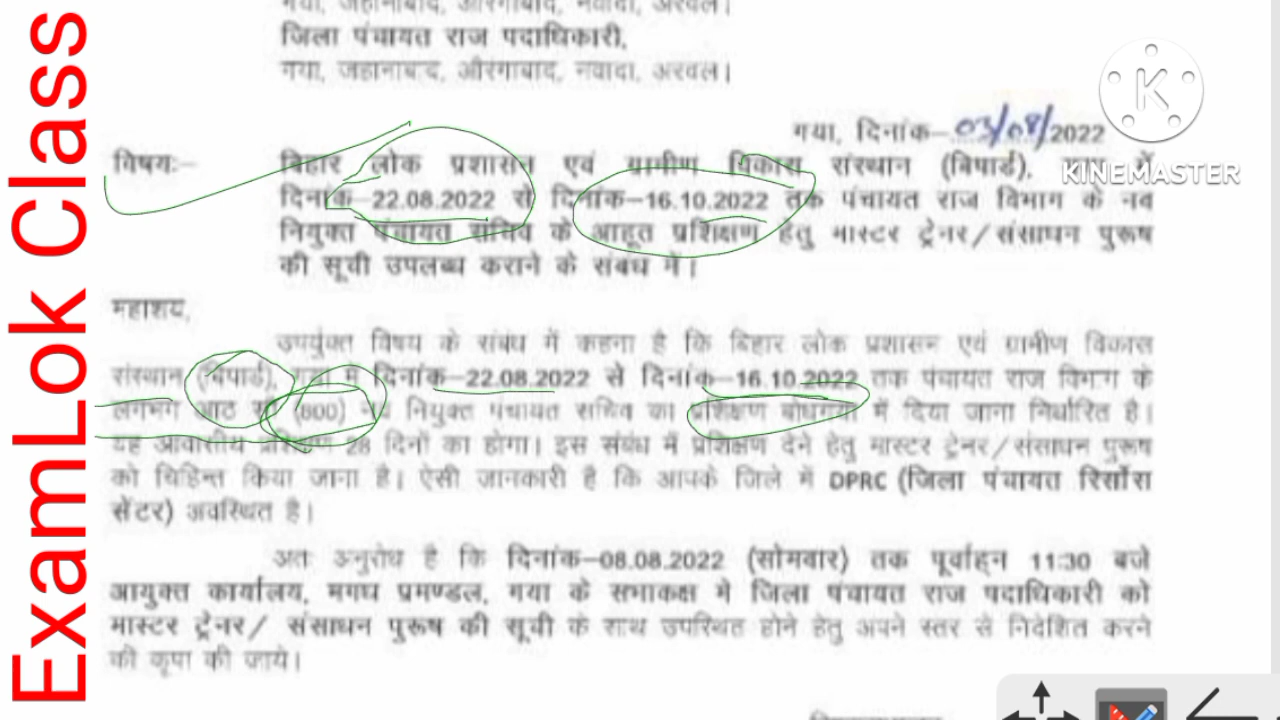 ExamLok Class
गया, जहानाबाद, औरंगाबाद, नवादा, अरवल।
जिला पंचायत राज पदाधिकारी,
गया, जहानाबाद, औरंगाबाद, नवादा, अरवल।
K
KINEMASTER
गया, दिनांक–03/08/2022
विषयः– बिहार लोक प्रशासन एवं ग्रामीण विकास संस्थान (बिपार्ड), गया में
दिनांक–22.08.2022 से दिनांक–16.10.2022 तक पंचायत राज विभाग के नव
नियुक्त पंचायत सचिव के आहूत प्रशिक्षण हेतु मास्टर ट्रेनर/संसाधन पुरूष
की सूची उपलब्ध कराने के संबंध में।
महाशय,
उपर्युक्त विषय के संबंध में कहना है कि बिहार लोक प्रशासन एवं ग्रामीण विकास
संस्थान (बिपार्ड), गया में दिनांक–22.08.2022 से दिनांक–16.10.2022 तक पंचायत राज विभाग के
लगभग आठ सौ (800) नव नियुक्त पंचायत सचिव का प्रशिक्षण बोधगया में दिया जाना निर्धारित है।
यह आवासीय प्रशिक्षण 28 दिनों का होगा। इस संबंध में प्रशिक्षण देने हेतु मास्टर ट्रेनर/संसाधन पुरूष
को चिहिन्त किया जाना है। ऐसी जानकारी है कि आपके जिले में DPRC (जिला पंचायत रिर्सोस
सेंटर) अवस्थित है।
अतः अनुरोध है कि दिनांक–08.08.2022 (सोमवार) तक पूर्वाहन 11:30 बजे
आयुक्त कार्यालय, मगध प्रमण्डल, गया के सभाकक्ष में जिला पंचायत राज पदाधिकारी को
मास्टर ट्रेनर/ संसाधन पुरूष की सूची के साथ उपस्थित होने हेतु अपने स्तर से निदेशित करने
की कृपा की जाये।